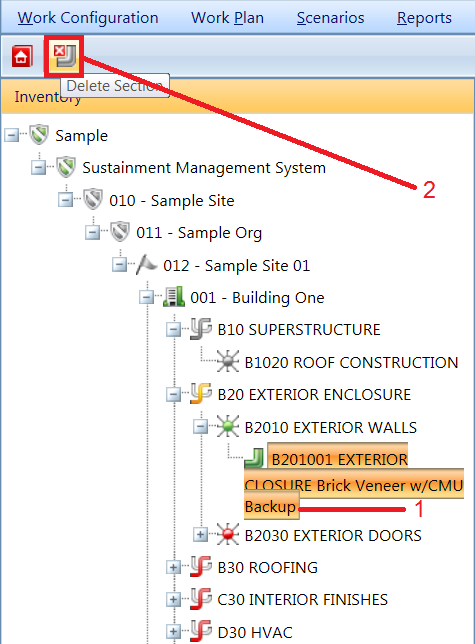 Work Configuration Work Plan Scenarios Reports
Delete Section
Inventory
2
Sample
Sustainment Management System
010 - Sample Site
011 - Sample Org
012 - Sample Site 01
001 - Building One
B10 SUPERSTRUCTURE
B1020 ROOF CONSTRUCTION
B20 EXTERIOR ENCLOSURE
B2010 EXTERIOR WALLS
B201001 EXTERIOR
CLOSURE Brick Veneer w/CMU
Backup 1
B2030 EXTERIOR DOORS
B30 ROOFING
C30 INTERIOR FINISHES
D30 HVAC